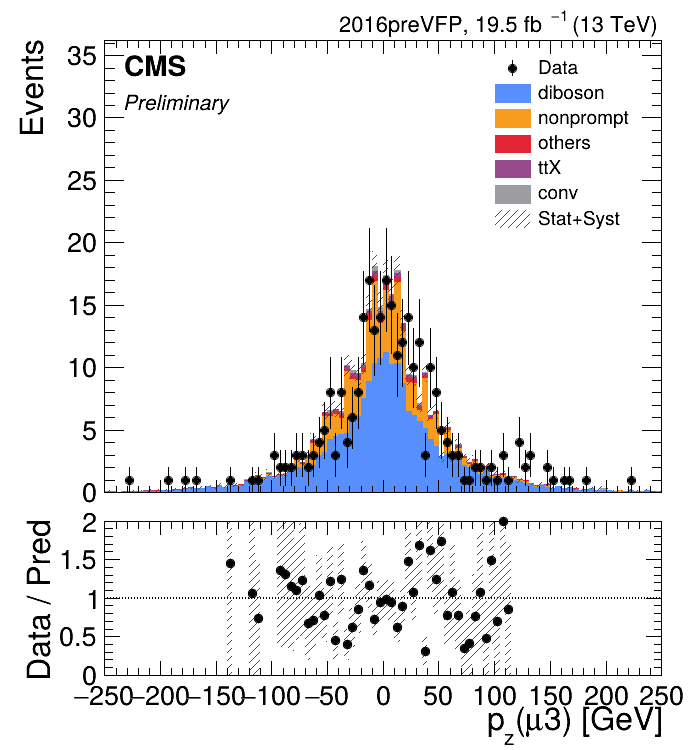 2016preVFP, 19.5 fb⁻¹ (13 TeV)
CMS
Preliminary
Events
35
30
25
20
15
10
5
0
Data
diboson
nonprompt
others
ttX
conv
Stat+Syst
Data / Pred
2
1.5
1
0.5
0
−250 −200 −150 −100 −50 0 50 100 150 200 250
p_z(μ3) [GeV]